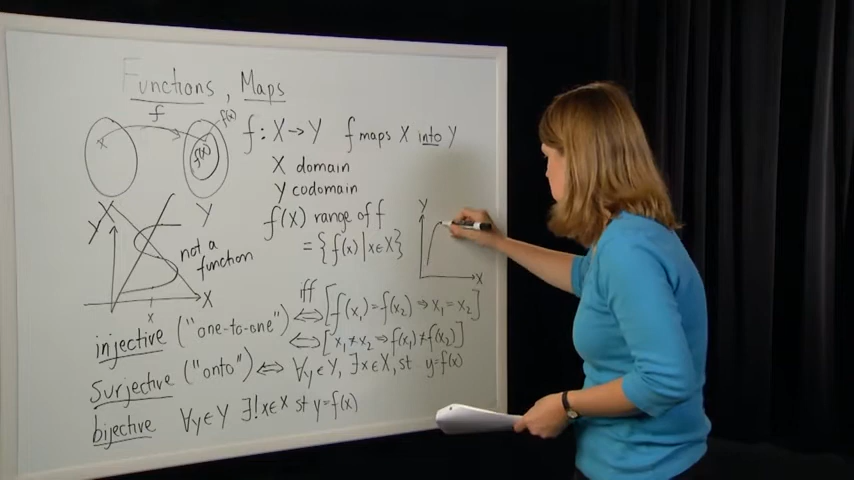 Functions, Maps
f
f(x)
x
f(X)
f: X → Y f maps X into Y
X domain
Y codomain
X
Y
f(X) range of f
= {f(x) | x ∈ X}
Y
X
x
not a
function
Y
X
iff
injective ("one-to-one") ⟺ [f(x₁) = f(x₂) ⇒ x₁ = x₂]
⟺ [x₁ ≠ x₂ ⇒ f(x₁) ≠ f(x₂)]
Surjective ("onto") ⟺ ∀y ∈ Y, ∃x ∈ X, st y = f(x)
bijective ∀y ∈ Y ∃! x ∈ X st y = f(x)